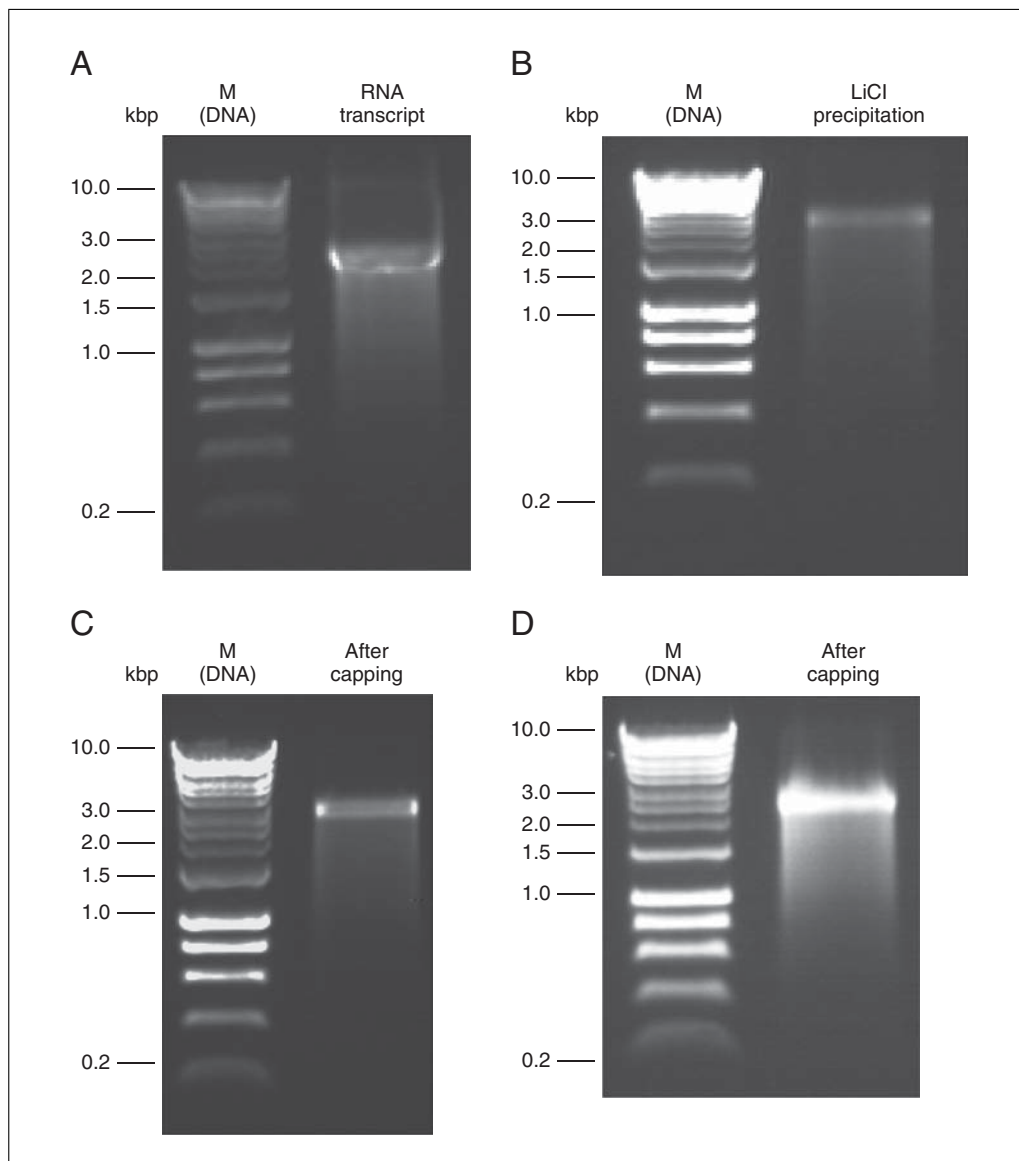 A
kbp
M
(DNA)
RNA
transcript
10.0
3.0
2.0
1.5
1.0
0.2
B
kbp
M
(DNA)
LiCl
precipitation
10.0
3.0
2.0
1.5
1.0
0.2
C
kbp
M
(DNA)
After
capping
10.0
3.0
2.0
1.5
1.0
0.2
D
kbp
M
(DNA)
After
capping
10.0
3.0
2.0
1.5
1.0
0.2